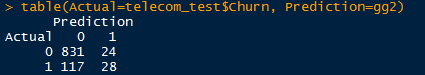 > table(Actual=telecom_test$Churn, Prediction=gg2)
Prediction
Actual 0 1
0 831 24
1 117 28